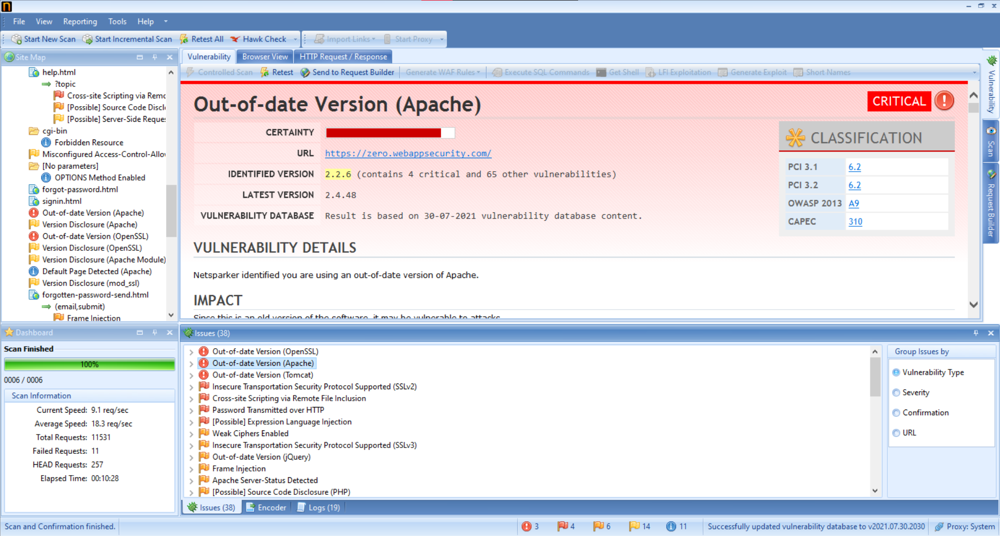 File View Reporting Tools Help
Start New Scan Start Incremental Scan Retest All Hawk Check Import Links Start Proxy
Site Map
help.html
?topic
Cross-site Scripting via Remo
[Possible] Source Code Discl
[Possible] Server-Side Reques
cgi-bin
Forbidden Resource
Misconfigured Access-Control-Allow
[No parameters]
OPTIONS Method Enabled
forgot-password.html
signin.html
Out-of-date Version (Apache)
Version Disclosure (Apache)
Out-of-date Version (OpenSSL)
Version Disclosure (OpenSSL)
Version Disclosure (Apache Module)
Default Page Detected (Apache)
Version Disclosure (mod_ssl)
forgotten-password-send.html
(email,submit)
Frame Injection
Vulnerability Browser View HTTP Request / Response
Controlled Scan Retest Send to Request Builder Generate WAF Rules Execute SQL Commands Get Shell LFI Exploitation Generate Exploit Short Names
Out-of-date Version (Apache)
CRITICAL
CERTAINTY
URL https://zero.webappsecurity.com/
IDENTIFIED VERSION 2.2.6 (contains 4 critical and 65 other vulnerabilities)
LATEST VERSION 2.4.48
VULNERABILITY DATABASE Result is based on 30-07-2021 vulnerability database content.
CLASSIFICATION
PCI 3.1 6.2
PCI 3.2 6.2
OWASP 2013 A9
CAPEC 310
VULNERABILITY DETAILS
Netsparker identified you are using an out-of-date version of Apache.
IMPACT
Since this is an old version of the software, it may be vulnerable to attacks.
Vulnerability
Scan
Request Builder
Dashboard
Scan Finished
100%
0006 / 0006
Scan Information
Current Speed: 9.1 req/sec
Average Speed: 18.3 req/sec
Total Requests: 11531
Failed Requests: 11
HEAD Requests: 257
Elapsed Time: 00:10:28
Issues (38)
Out-of-date Version (OpenSSL)
Out-of-date Version (Apache)
Out-of-date Version (Tomcat)
Insecure Transportation Security Protocol Supported (SSLv2)
Cross-site Scripting via Remote File Inclusion
Password Transmitted over HTTP
[Possible] Expression Language Injection
Weak Ciphers Enabled
Insecure Transportation Security Protocol Supported (SSLv3)
Out-of-date Version (jQuery)
Frame Injection
Apache Server-Status Detected
[Possible] Source Code Disclosure (PHP)
Group Issues by
Vulnerability Type
Severity
Confirmation
URL
Issues (38) Encoder Logs (19)
Scan and Confirmation finished. 3 4 6 14 11 Successfully updated vulnerability database to v2021.07.30.2030 Proxy: System